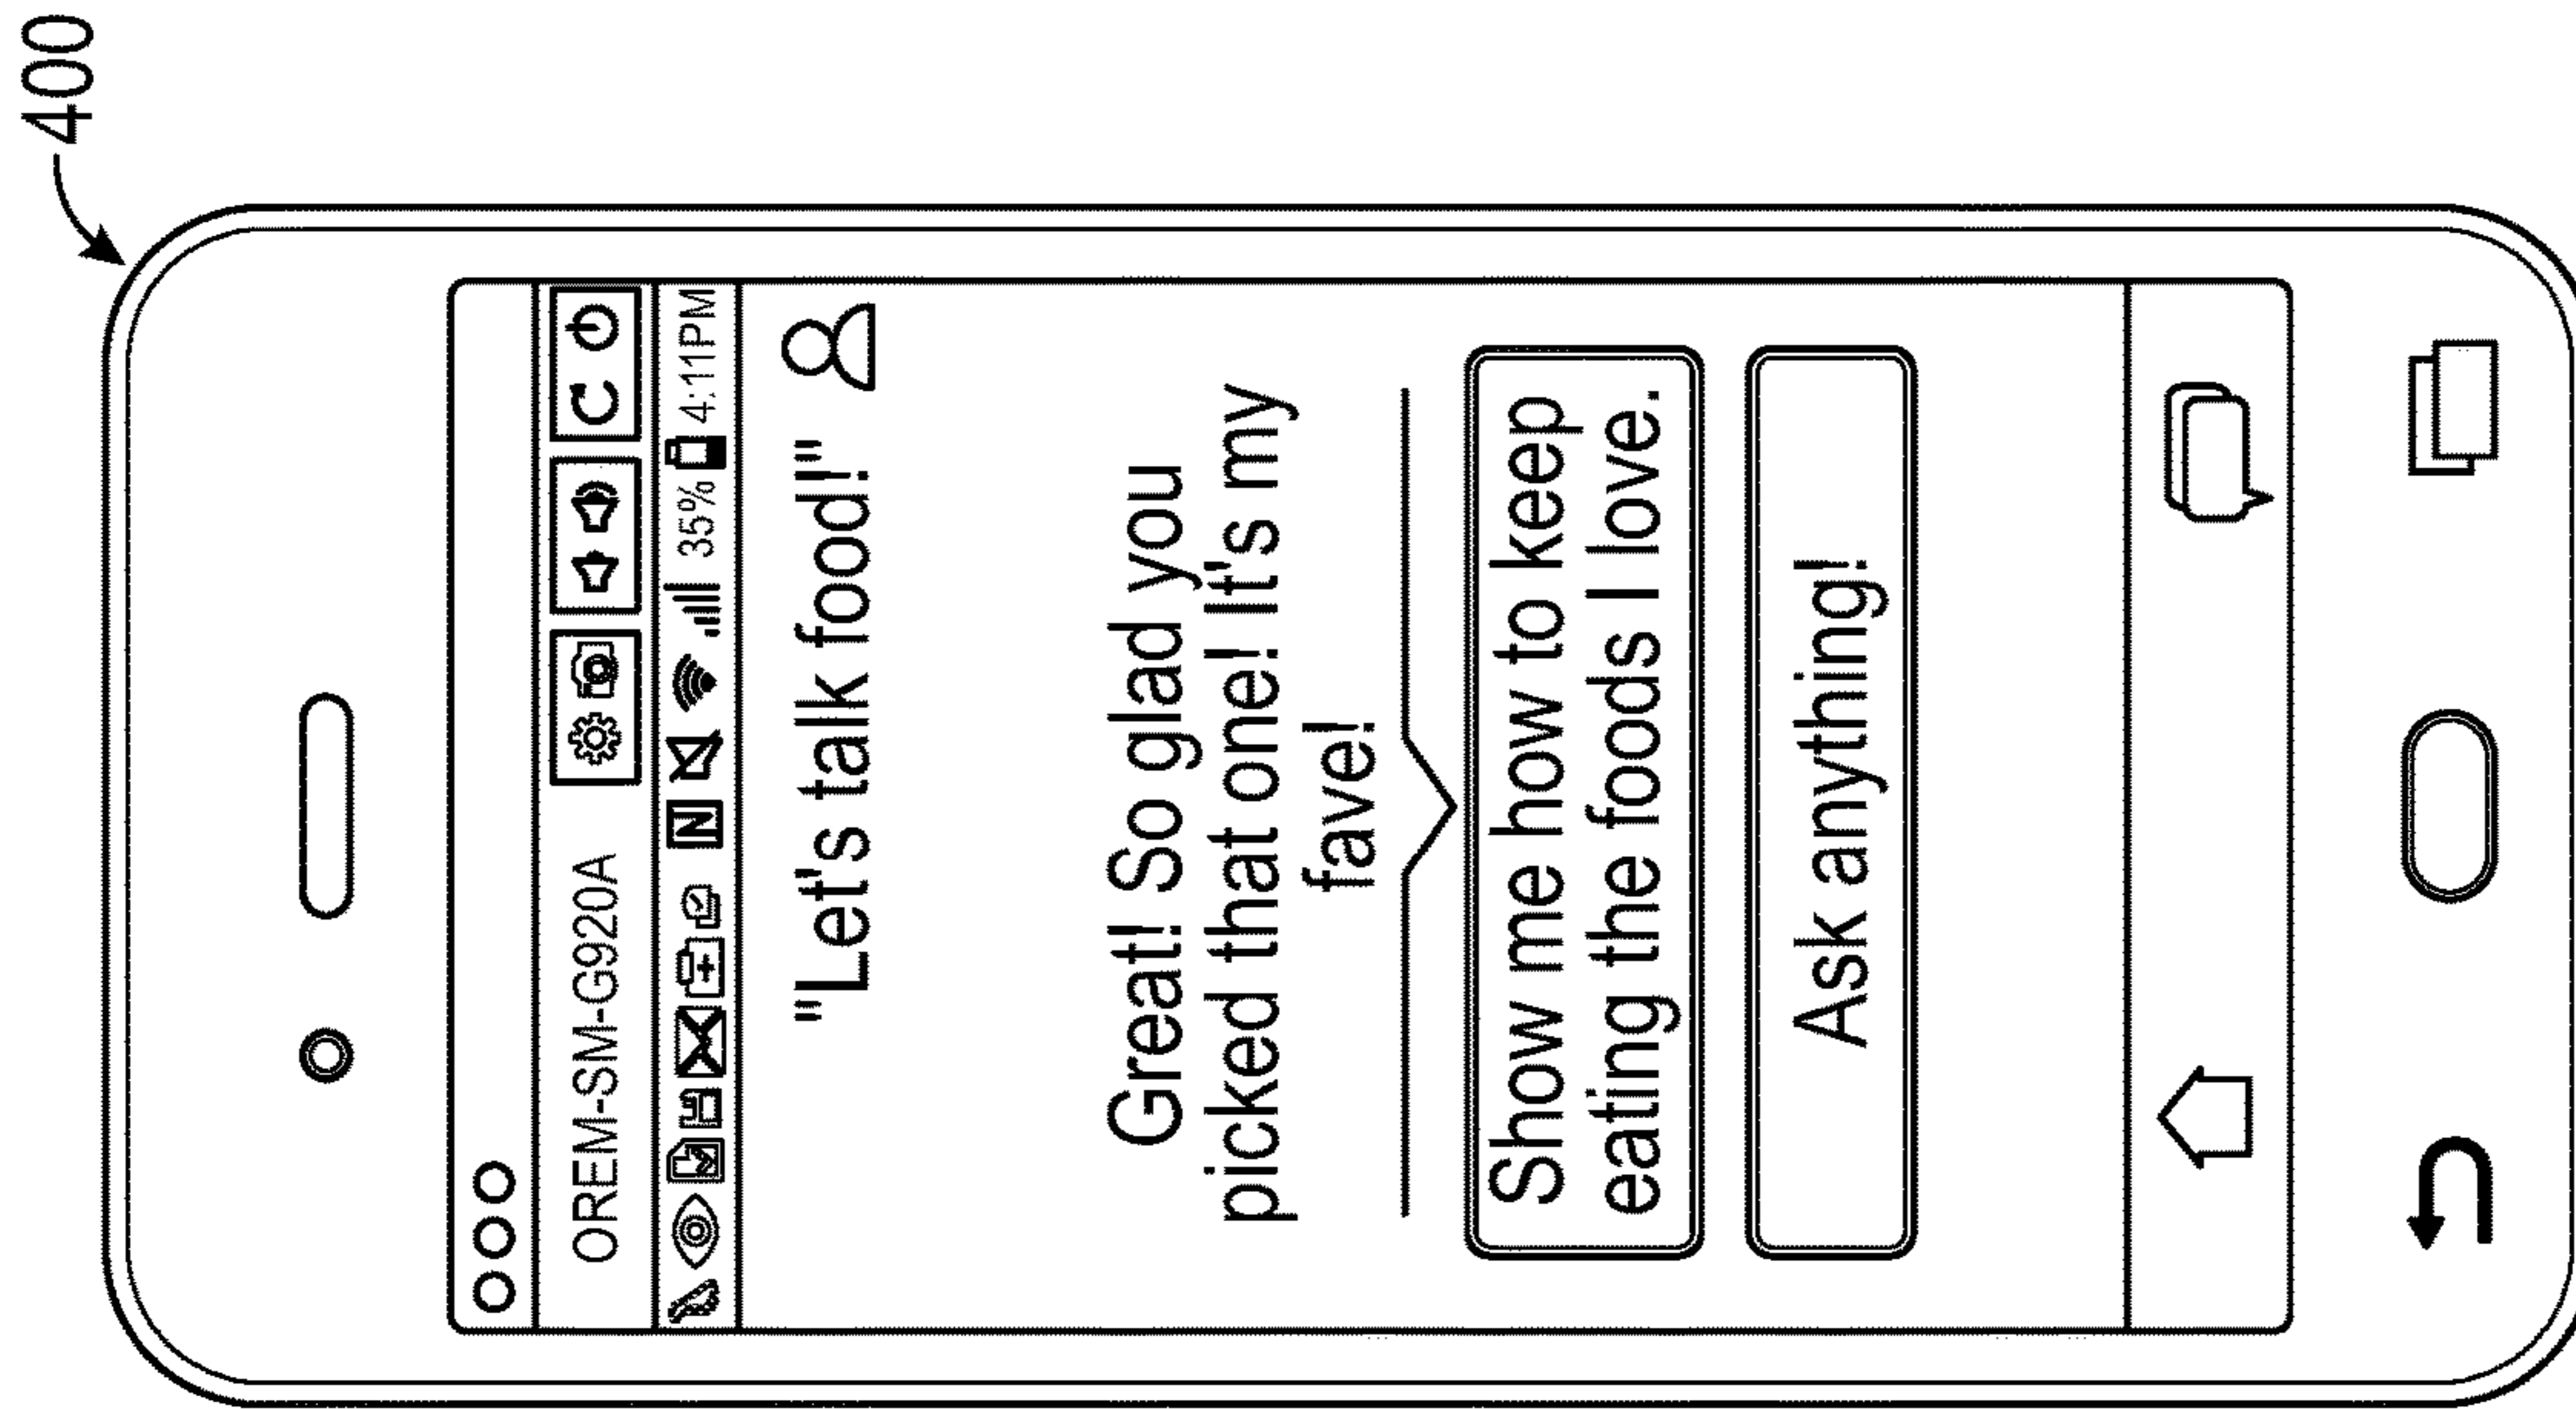 400
OREM-SM-G920A
N 35% 4:11PM
"Let's talk food!"
Great! So glad you
picked that one! It's my
fave!
Show me how to keep
eating the foods I love.
Ask anything!